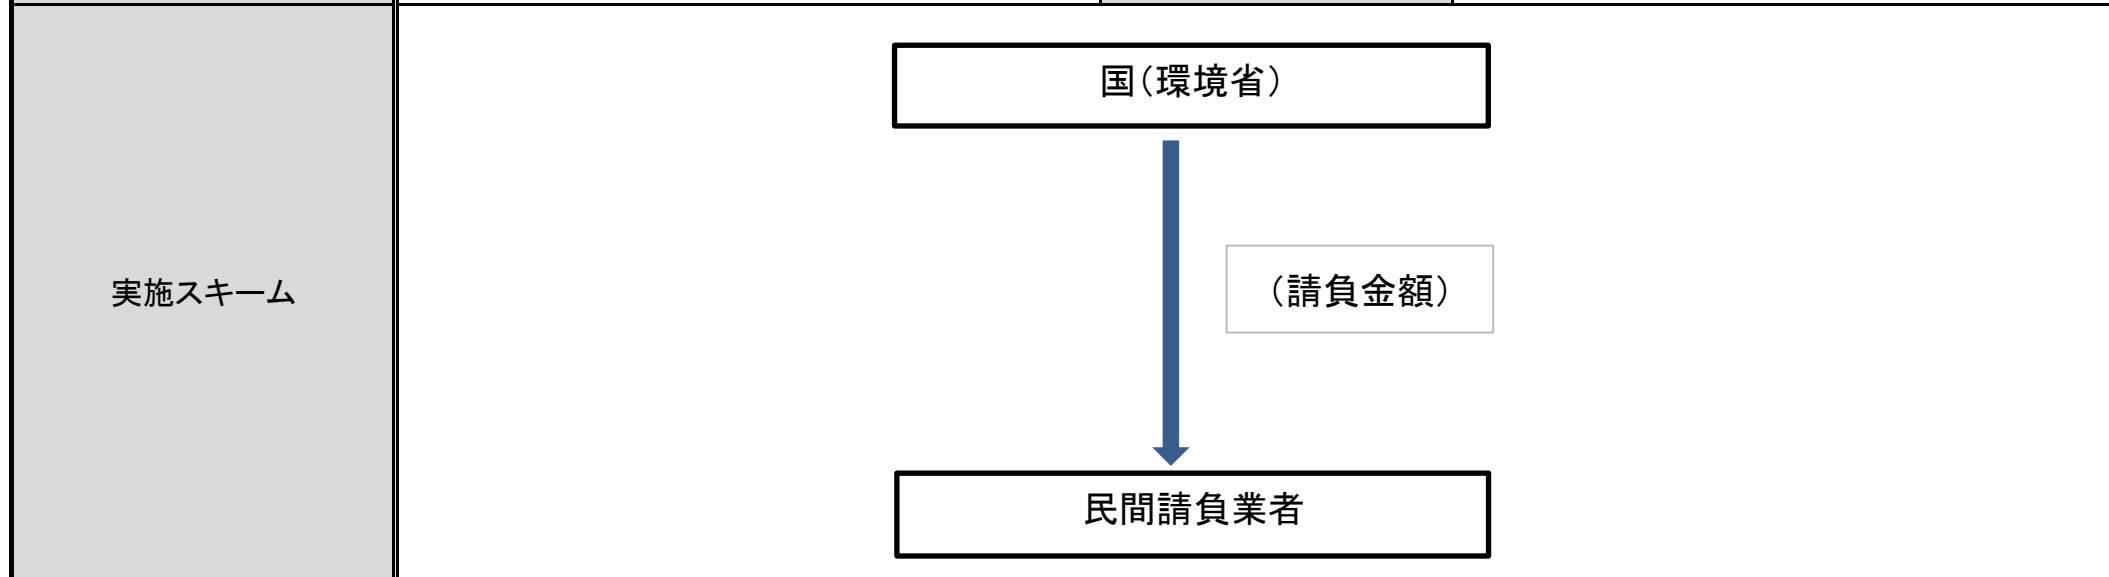 国（環境省）
（請負金額）
実施スキーム
民間請負業者